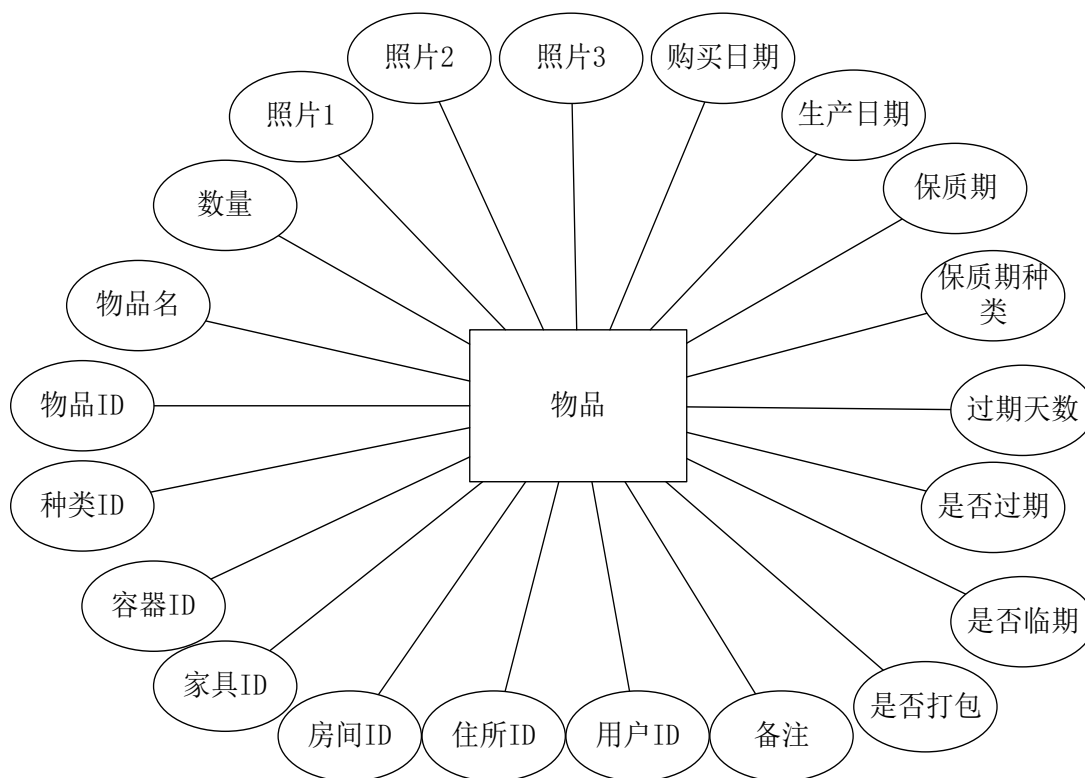 照片2
照片3
购买日期
照片1
生产日期
数量
保质期
物品名
保质期种
类
物品ID
物品
过期天数
种类ID
是否过期
容器ID
是否临期
家具ID
是否打包
房间ID
住所ID
用户ID
备注